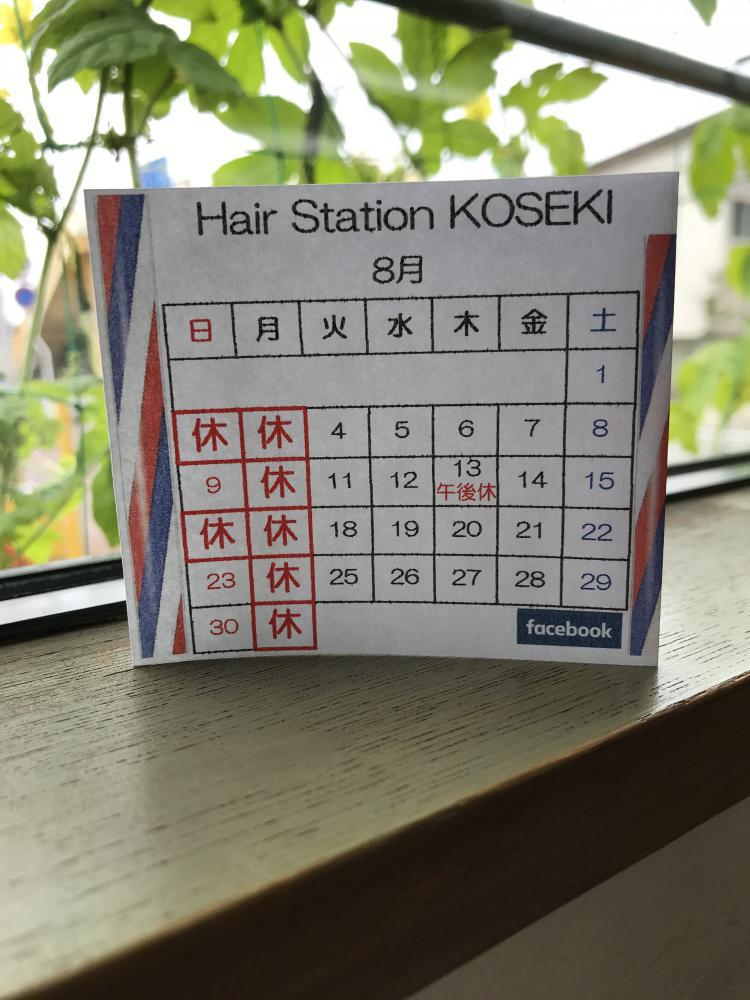 Hair Station KOSEKI
8月
日 月 火 水 木 金 土
1
休 休 4 5 6 7 8
9 休 11 12 13 14 15
午後休
休 休 18 19 20 21 22
23 休 25 26 27 28 29
30 休
facebook